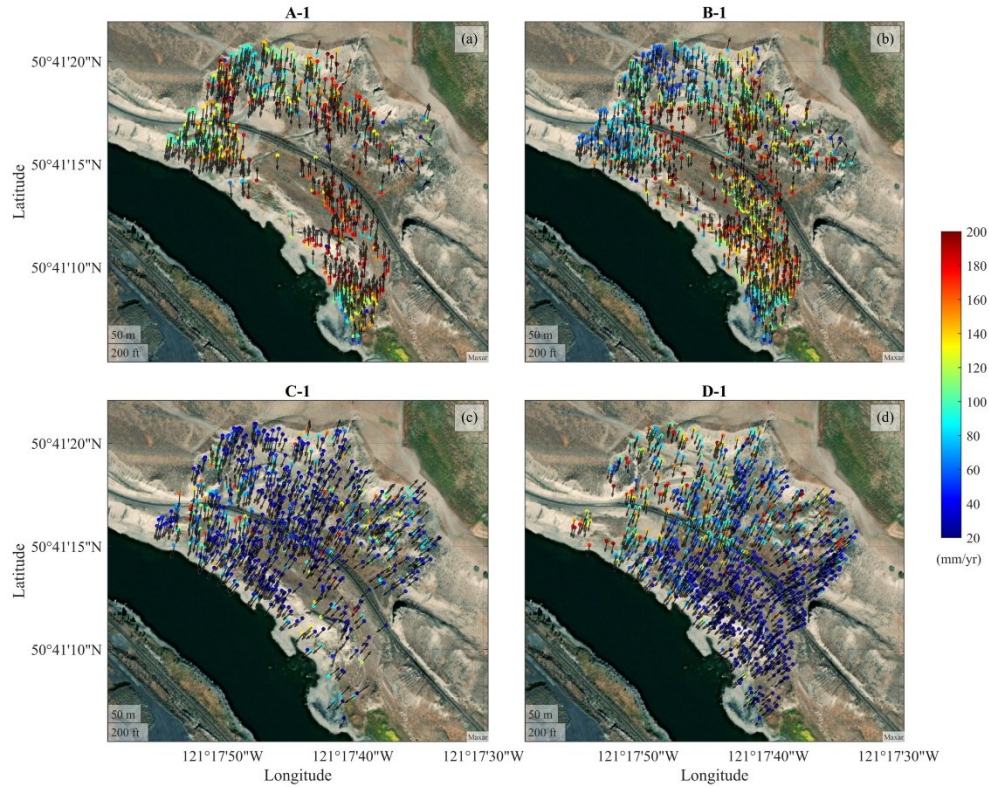 A-1
B-1
(a)
(b)
50°41'20"N
50°41'15"N
50°41'10"N
Latitude
50 m
200 ft
Maxar
50 m
200 ft
Maxar
C-1
D-1
(c)
(d)
50°41'20"N
50°41'15"N
50°41'10"N
Latitude
50 m
200 ft
Maxar
50 m
200 ft
Maxar
121°17'50"W
121°17'40"W
121°17'30"W
121°17'50"W
121°17'40"W
121°17'30"W
Longitude
Longitude
200
180
160
140
120
100
80
60
40
20
(mm/yr)